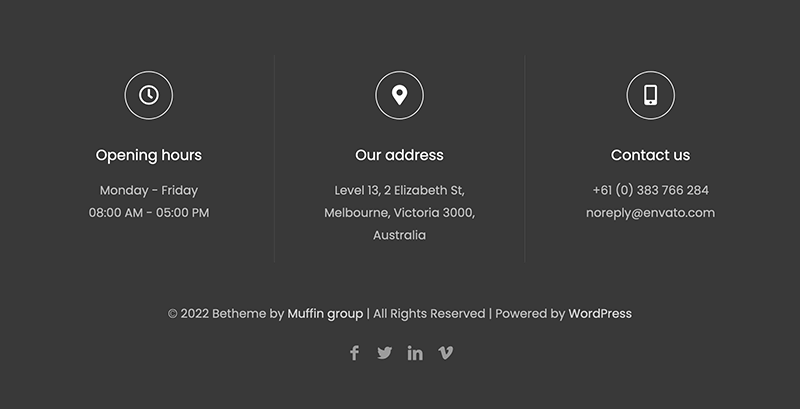 Opening hours
Monday - Friday
08:00 AM - 05:00 PM
Our address
Level 13, 2 Elizabeth St,
Melbourne, Victoria 3000,
Australia
Contact us
+61 (0) 383 766 284
noreply@envato.com
© 2022 Betheme by Muffin group | All Rights Reserved | Powered by WordPress